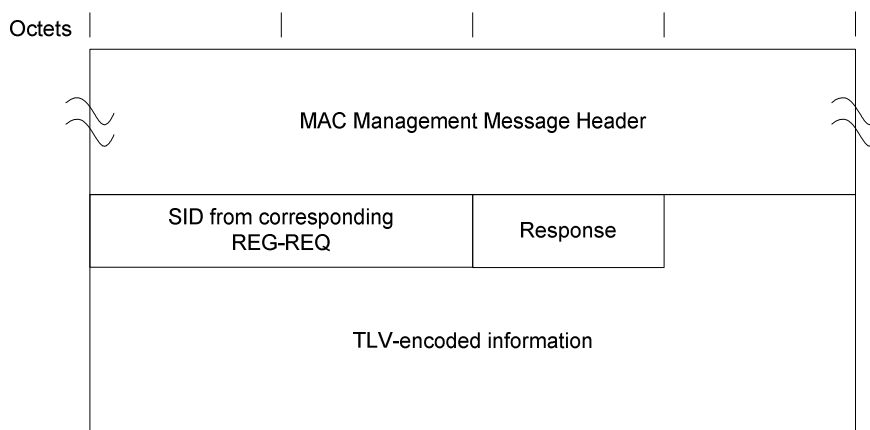 Octets
MAC Management Message Header
SID from corresponding
REG-REQ
Response
TLV-encoded information